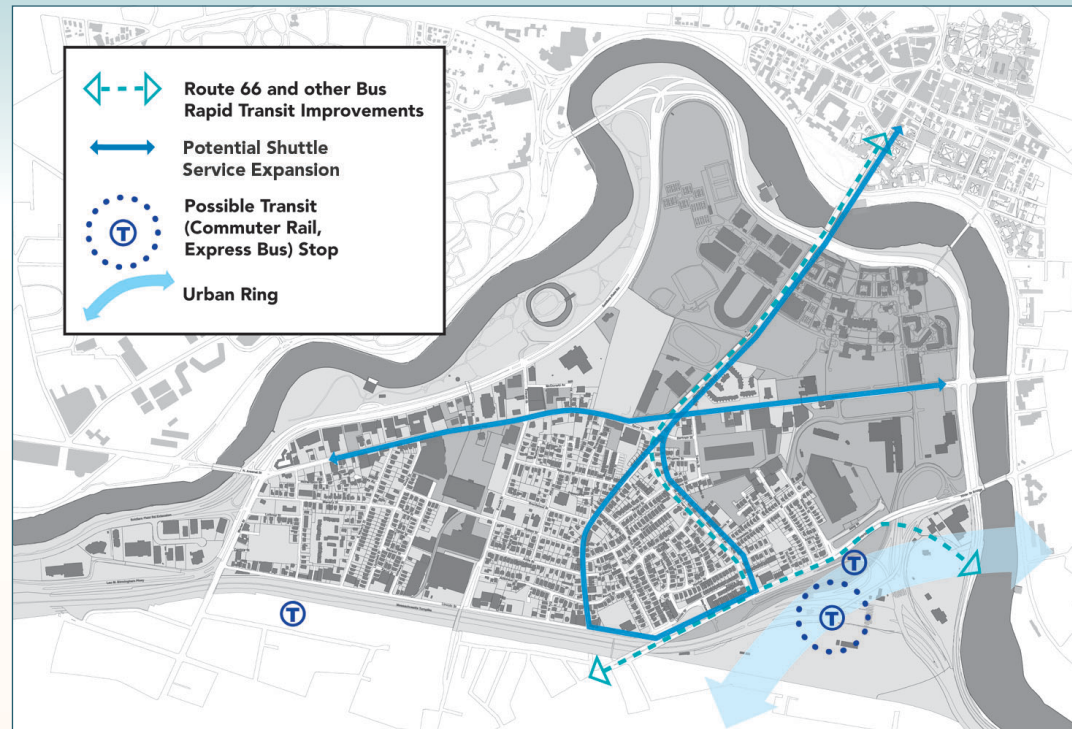 Route 66 and other Bus
Rapid Transit Improvements
Potential Shuttle
Service Expansion
T
Possible Transit
(Commuter Rail,
Express Bus) Stop
Urban Ring
T
T
T